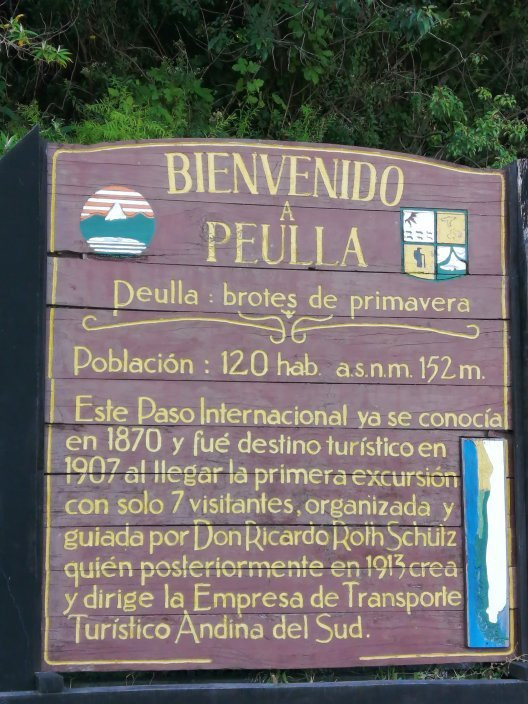 BIENVENIDO
A
PEULLA
Peulla : brotes de primavera
Población : 120 hab. a.s.n.m. 152 m.
Este Paso Internacional ya se conocía
en 1870 y fué destino turístico en
1907 al llegar la primera excursión
con solo 7 visitantes, organizada y
guiada por Don Ricardo Roth Schütz
quién posteriormente en 1913 crea
y dirige la Empresa de Transporte
Turístico Andina del Sud.